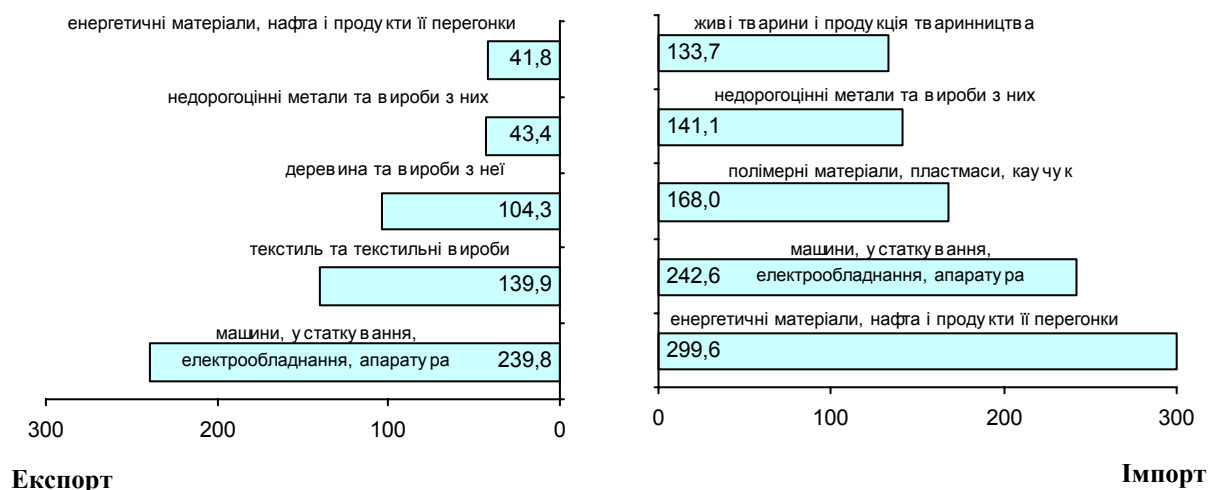 енергетичні матеріали, нафта і продукти її перегонки
41,8
недорогоцінні метали та вироби з них
43,4
деревина та вироби з неї
104,3
текстиль та текстильні вироби
139,9
машини, устаткування,
електрообладнання, апаратура 239,8
300 200 100 0
Експорт
живі тварини і продукція тваринництва
133,7
недорогоцінні метали та вироби з них
141,1
полімерні матеріали, пластмаси, каучук
168,0
машини, устаткування,
242,6 електрообладнання, апаратура
енергетичні матеріали, нафта і продукти її перегонки
299,6
0 100 200 300
Імпорт